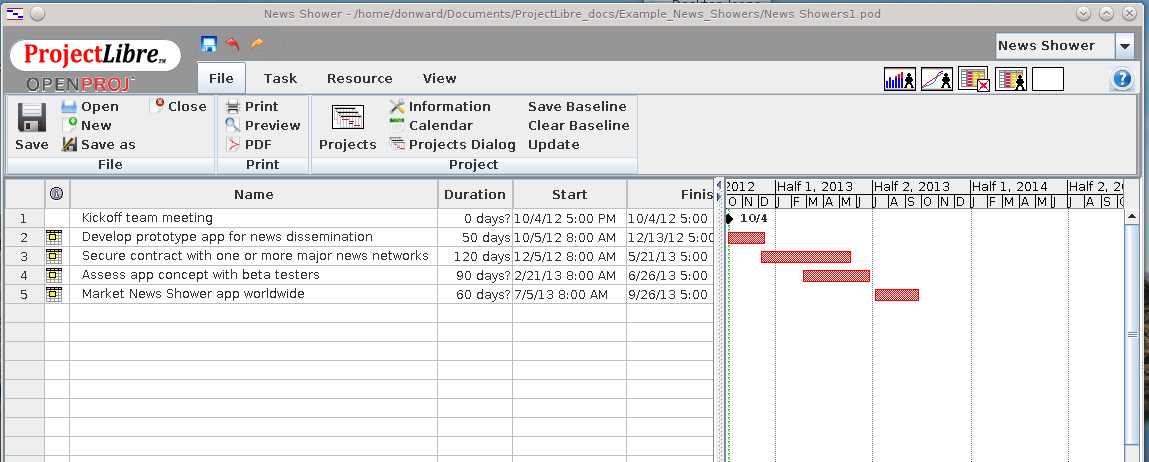 News Shower - /home/donward/Documents/ProjectLibre_docs/Example_News_Showers/News Showers1.pod
ProjectLibre™
OPENPROJ
News Shower
File Task Resource View
Save
Open
New
Save as
Close
File
Print
Preview
PDF
Print
Projects
Information
Calendar
Projects Dialog
Save Baseline
Clear Baseline
Update
Project
Name Duration Start Finis
1 Kickoff team meeting 0 days? 10/4/12 5:00 PM 10/4/12 5:00
2 Develop prototype app for news dissemination 50 days 10/5/12 8:00 AM 12/13/12 5:00
3 Secure contract with one or more major news networks 120 days 12/5/12 8:00 AM 5/21/13 5:00
4 Assess app concept with beta testers 90 days? 2/21/13 8:00 AM 6/26/13 5:00
5 Market News Shower app worldwide 60 days? 7/5/13 8:00 AM 9/26/13 5:00
2012 Half 1, 2013 Half 2, 2013 Half 1, 2014 Half 2, 2
O N D J F M A M J J A S O N D J F M A M J J A S O
10/4